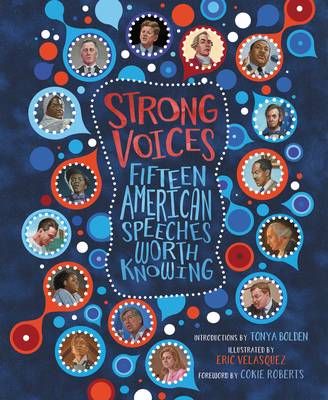 STRONG
VOICES
FIFTEEN
AMERICAN
SPEECHES
WORTH
KNOWING
INTRODUCTIONS BY TONYA BOLDEN
ILLUSTRATED BY
ERIC VELASQUEZ
FOREWORD BY COKIE ROBERTS